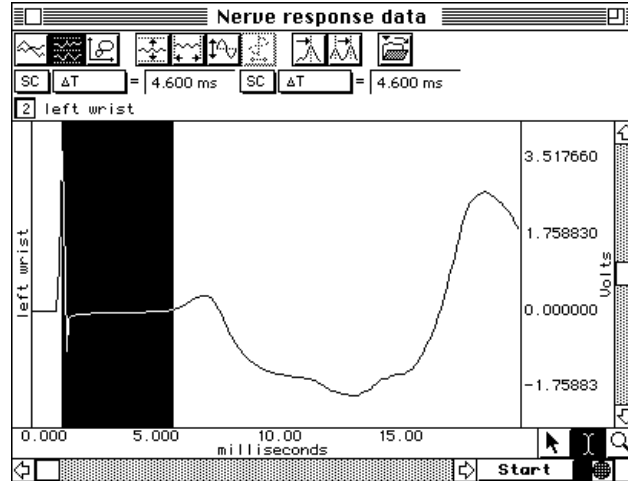 Nerve response data
SC ΔT = 4.600 ms SC ΔT = 4.600 ms
2 left wrist
left wrist
3.517660
1.758830
0.000000
-1.75883
Volts
0.000 5.000 10.00 15.00
milliseconds
Start